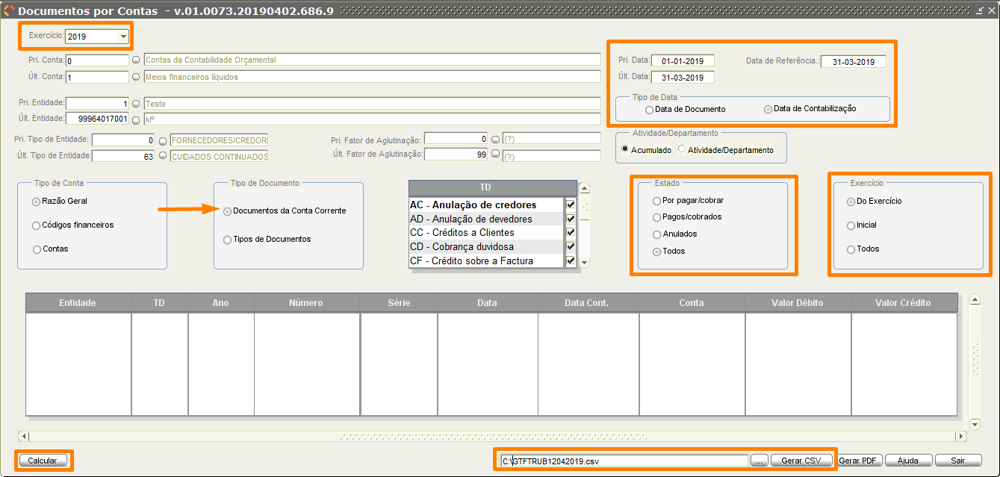 Documentos por Contas - v.01.0073.20190402.686.9
Exercício: 2019
Pri. Conta: 0 Contas da Contabilidade Orçamental
Últ. Conta: 1 Meios financeiros líquidos
Pri. Data: 01-01-2019 Data de Referência.: 31-03-2019
Últ. Data: 31-03-2019
Tipo de Data
Data de Documento Data de Contabilização
Pri. Entidade: 1 Teste
Últ. Entidade: 99964017001 klº
Pri. Tipo de Entidade: 0 FORNECEDORES/CREDOR
Últ. Tipo de Entidade: 63 CUIDADOS CONTINUADOS
Pri. Fator de Aglutinação: 0 (?)
Últ. Fator de Aglutinação: 99 (?)
Atividade/Departamento
Acumulado Atividade/Departamento
Tipo de Conta
Razão Geral
Códigos financeiros
Contas
Tipo de Documento
Documentos da Conta Corrente
Tipos de Documentos
TD
AC - Anulação de credores
AD - Anulação de devedores
CC - Créditos a Clientes
CD - Cobrança duvidosa
CF - Crédito sobre a Factura
Estado
Por pagar/cobrar
Pagos/cobrados
Anulados
Todos
Exercício
Do Exercício
Inicial
Todos
Entidade TD Ano Número Série Data Data Cont. Conta Valor Débito Valor Crédito
Calcular C:\GTFTRUB12042019.csv ... Gerar CSV Gerar PDF Ajuda Sair